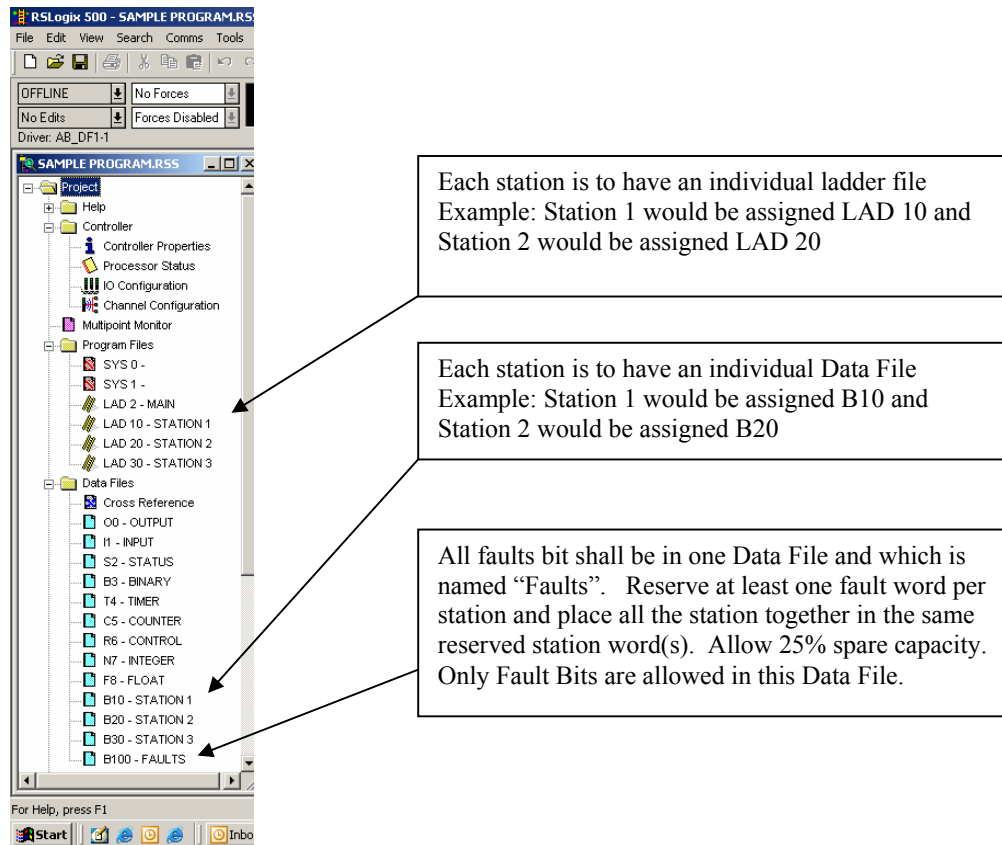 RSLogix 500 - SAMPLE PROGRAM.RS
File Edit View Search Comms Tools
OFFLINE No Forces
No Edits Forces Disabled
Driver: AB_DF1-1
SAMPLE PROGRAM.RSS
Project
Help
Controller
Controller Properties
Processor Status
IO Configuration
Channel Configuration
Multipoint Monitor
Program Files
SYS 0 -
SYS 1 -
LAD 2 - MAIN
LAD 10 - STATION 1
LAD 20 - STATION 2
LAD 30 - STATION 3
Data Files
Cross Reference
O0 - OUTPUT
I1 - INPUT
S2 - STATUS
B3 - BINARY
T4 - TIMER
C5 - COUNTER
R6 - CONTROL
N7 - INTEGER
F8 - FLOAT
B10 - STATION 1
B20 - STATION 2
B30 - STATION 3
B100 - FAULTS
For Help, press F1
Start Inbo
Each station is to have an individual ladder file
Example: Station 1 would be assigned LAD 10 and
Station 2 would be assigned LAD 20
Each station is to have an individual Data File
Example: Station 1 would be assigned B10 and
Station 2 would be assigned B20
All faults bit shall be in one Data File and which is
named “Faults”. Reserve at least one fault word per
station and place all the station together in the same
reserved station word(s). Allow 25% spare capacity.
Only Fault Bits are allowed in this Data File.